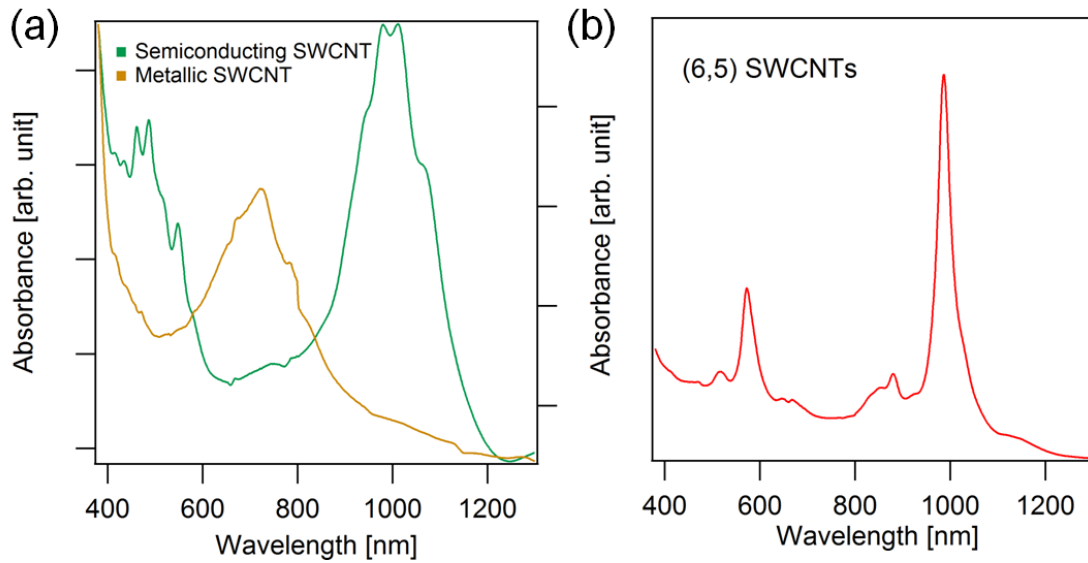 (a)
Semiconducting SWCNT
Metallic SWCNT
Absorbance [arb. unit]
400 600 800 1000 1200
Wavelength [nm]
(b)
(6,5) SWCNTs
Absorbance [arb. unit]
400 600 800 1000 1200
Wavelength [nm]